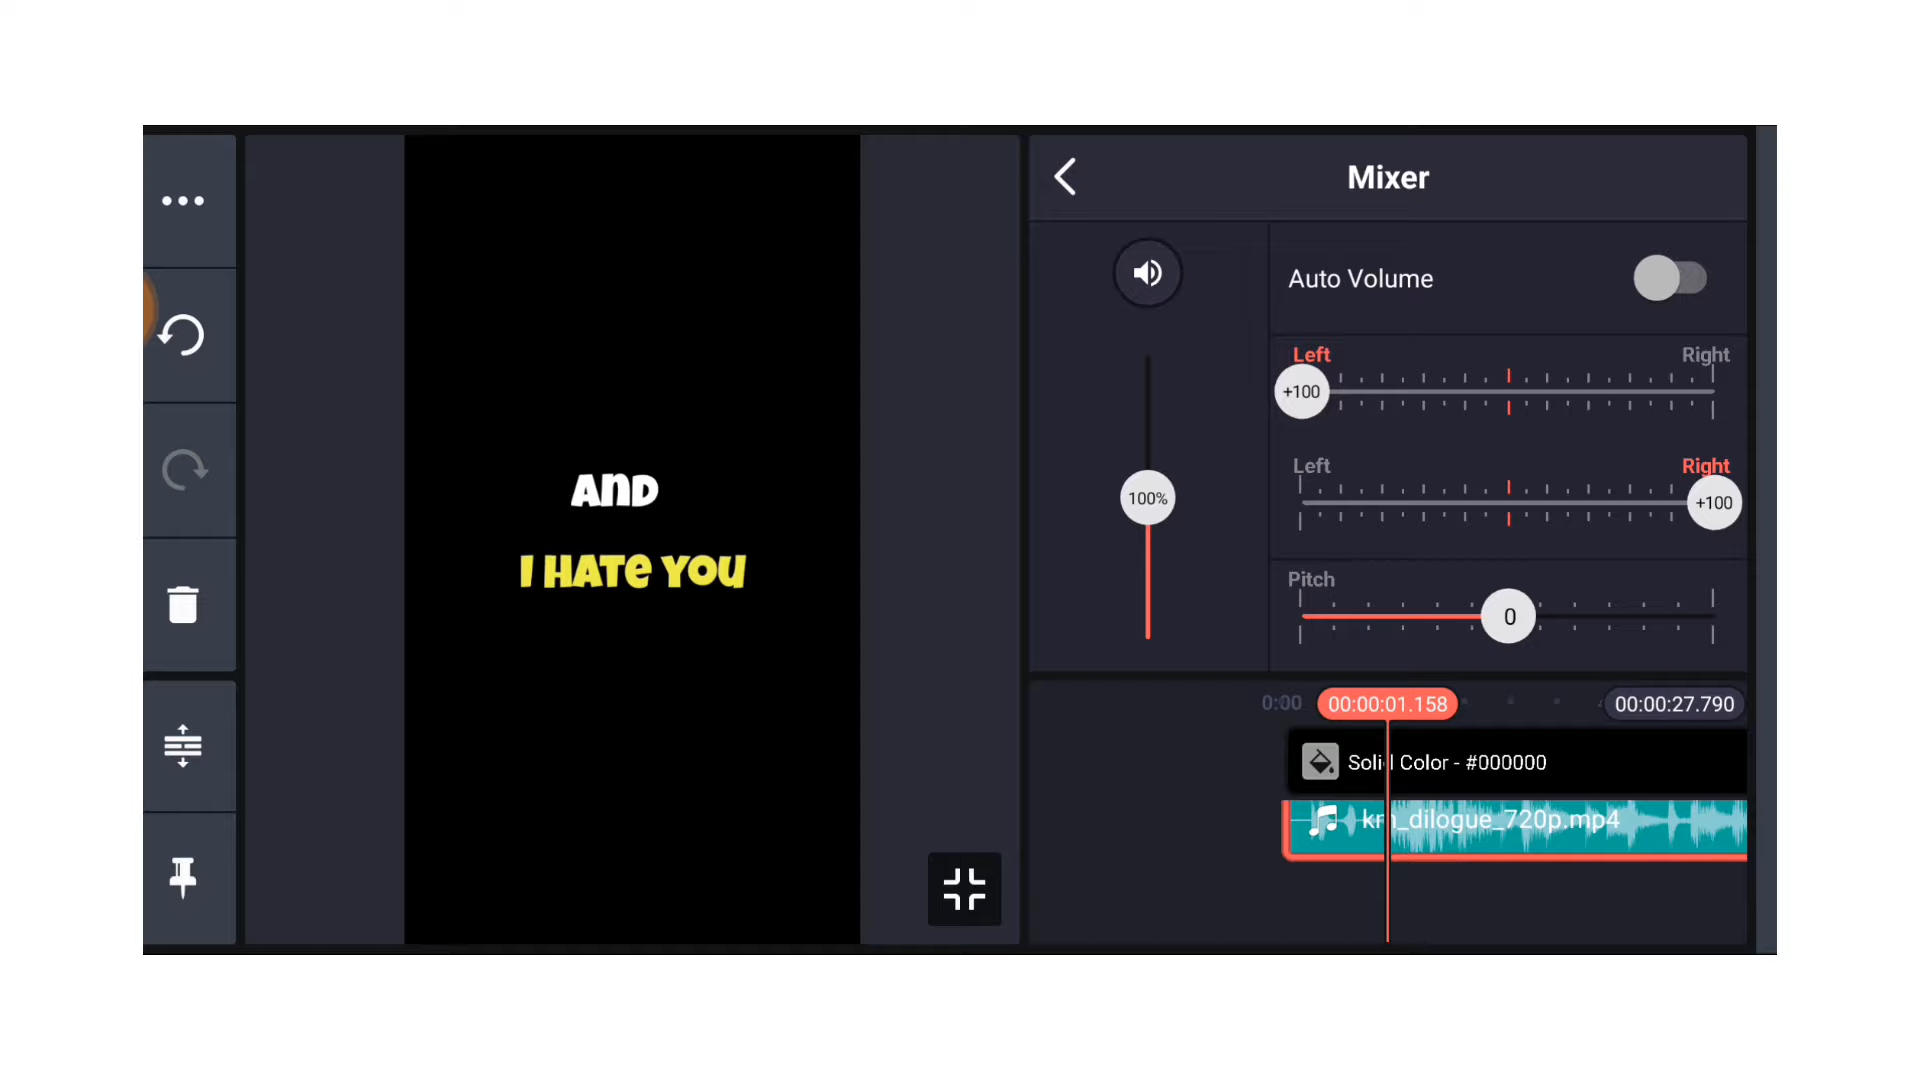 Mixer
Auto Volume
Left Right
+100
Left Right
100%
+100
Pitch
0
AND
I HATE YOU
0:00 00:00:01.158 00:00:27.790
Solid Color - #000000
km_dilogue_720p.mp4